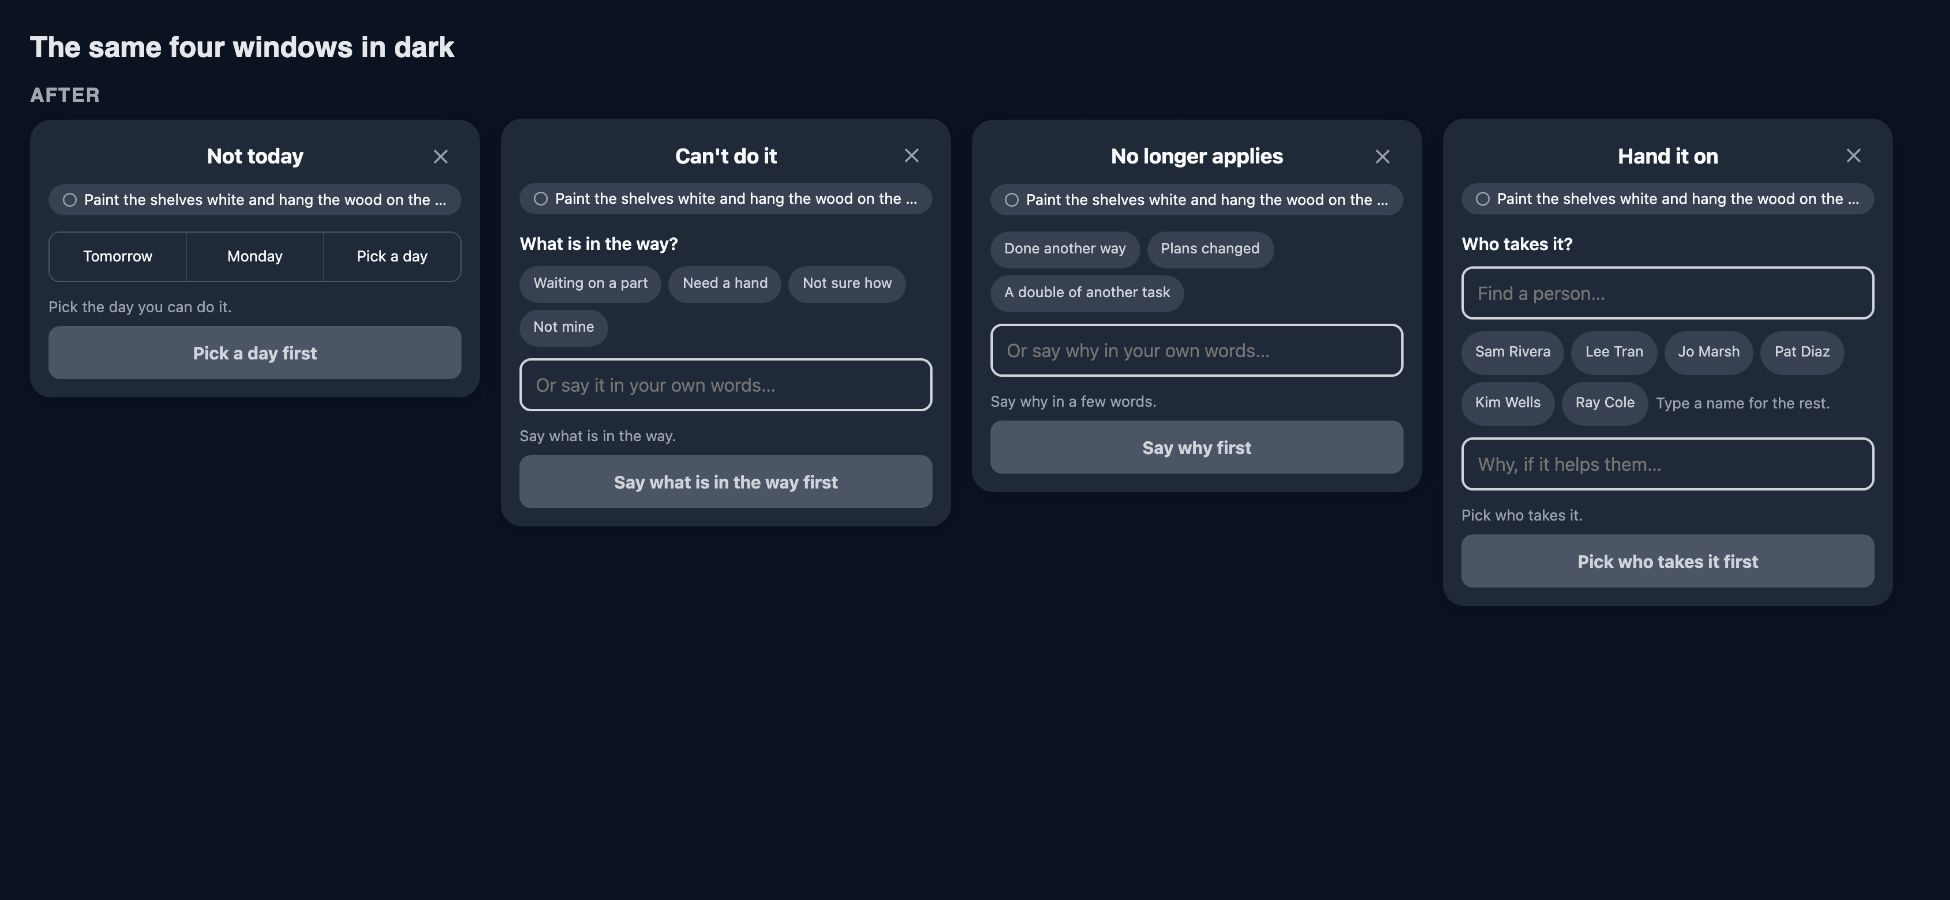 The same four windows in dark
AFTER
Not today
Paint the shelves white and hang the wood on the ...
Tomorrow
Monday
Pick a day
Pick the day you can do it.
Pick a day first
Can't do it
Paint the shelves white and hang the wood on the ...
What is in the way?
Waiting on a part
Need a hand
Not sure how
Not mine
Or say it in your own words...
Say what is in the way.
Say what is in the way first
No longer applies
Paint the shelves white and hang the wood on the ...
Done another way
Plans changed
A double of another task
Or say why in your own words...
Say why in a few words.
Say why first
Hand it on
Paint the shelves white and hang the wood on the ...
Who takes it?
Find a person...
Sam Rivera
Lee Tran
Jo Marsh
Pat Diaz
Kim Wells
Ray Cole
Type a name for the rest.
Why, if it helps them...
Pick who takes it.
Pick who takes it first